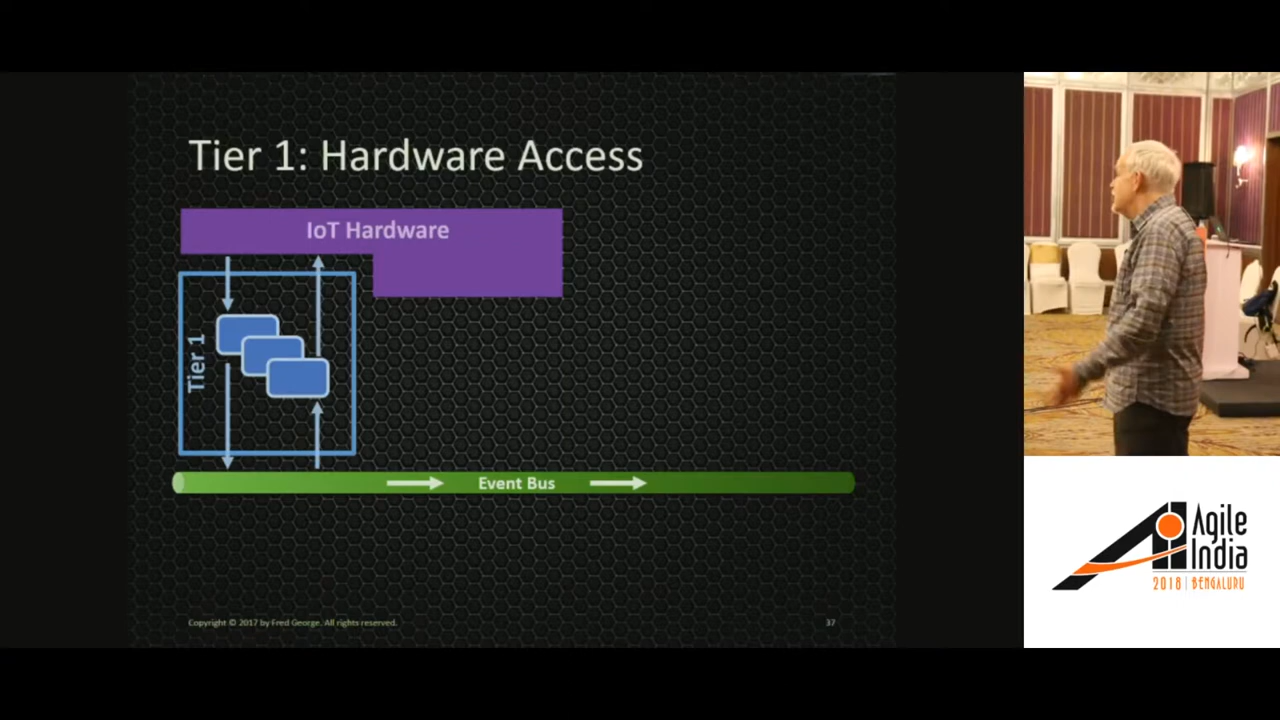 Tier 1: Hardware Access
IoT Hardware
Tier 1
Event Bus
Copyright © 2017 by Fred George. All rights reserved.
37
Agile
India
2018 | BENGALURU